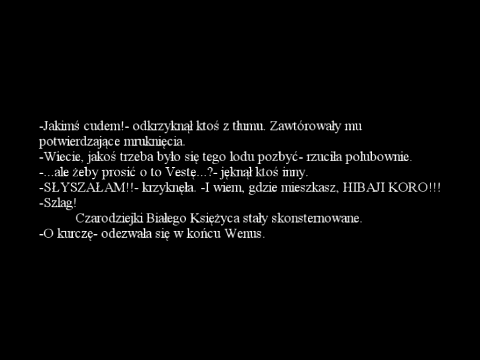 -Jakimś cudem!- odkrzyknął ktoś z tłumu. Zawtórowały mu
potwierdzające mruknięcia.
-Wiecie, jakoś trzeba było się tego lodu pozbyć- rzuciła polubownie.
-...ale żeby prosić o to Vestę...?- jęknął ktoś inny.
-SŁYSZAŁAM!!- krzyknęła. -I wiem, gdzie mieszkasz, HIBAJI KORO!!!
-Szlag!
Czarodziejki Białego Księżyca stały skonsternowane.
-O kurczę- odezwała się w końcu Wenus.